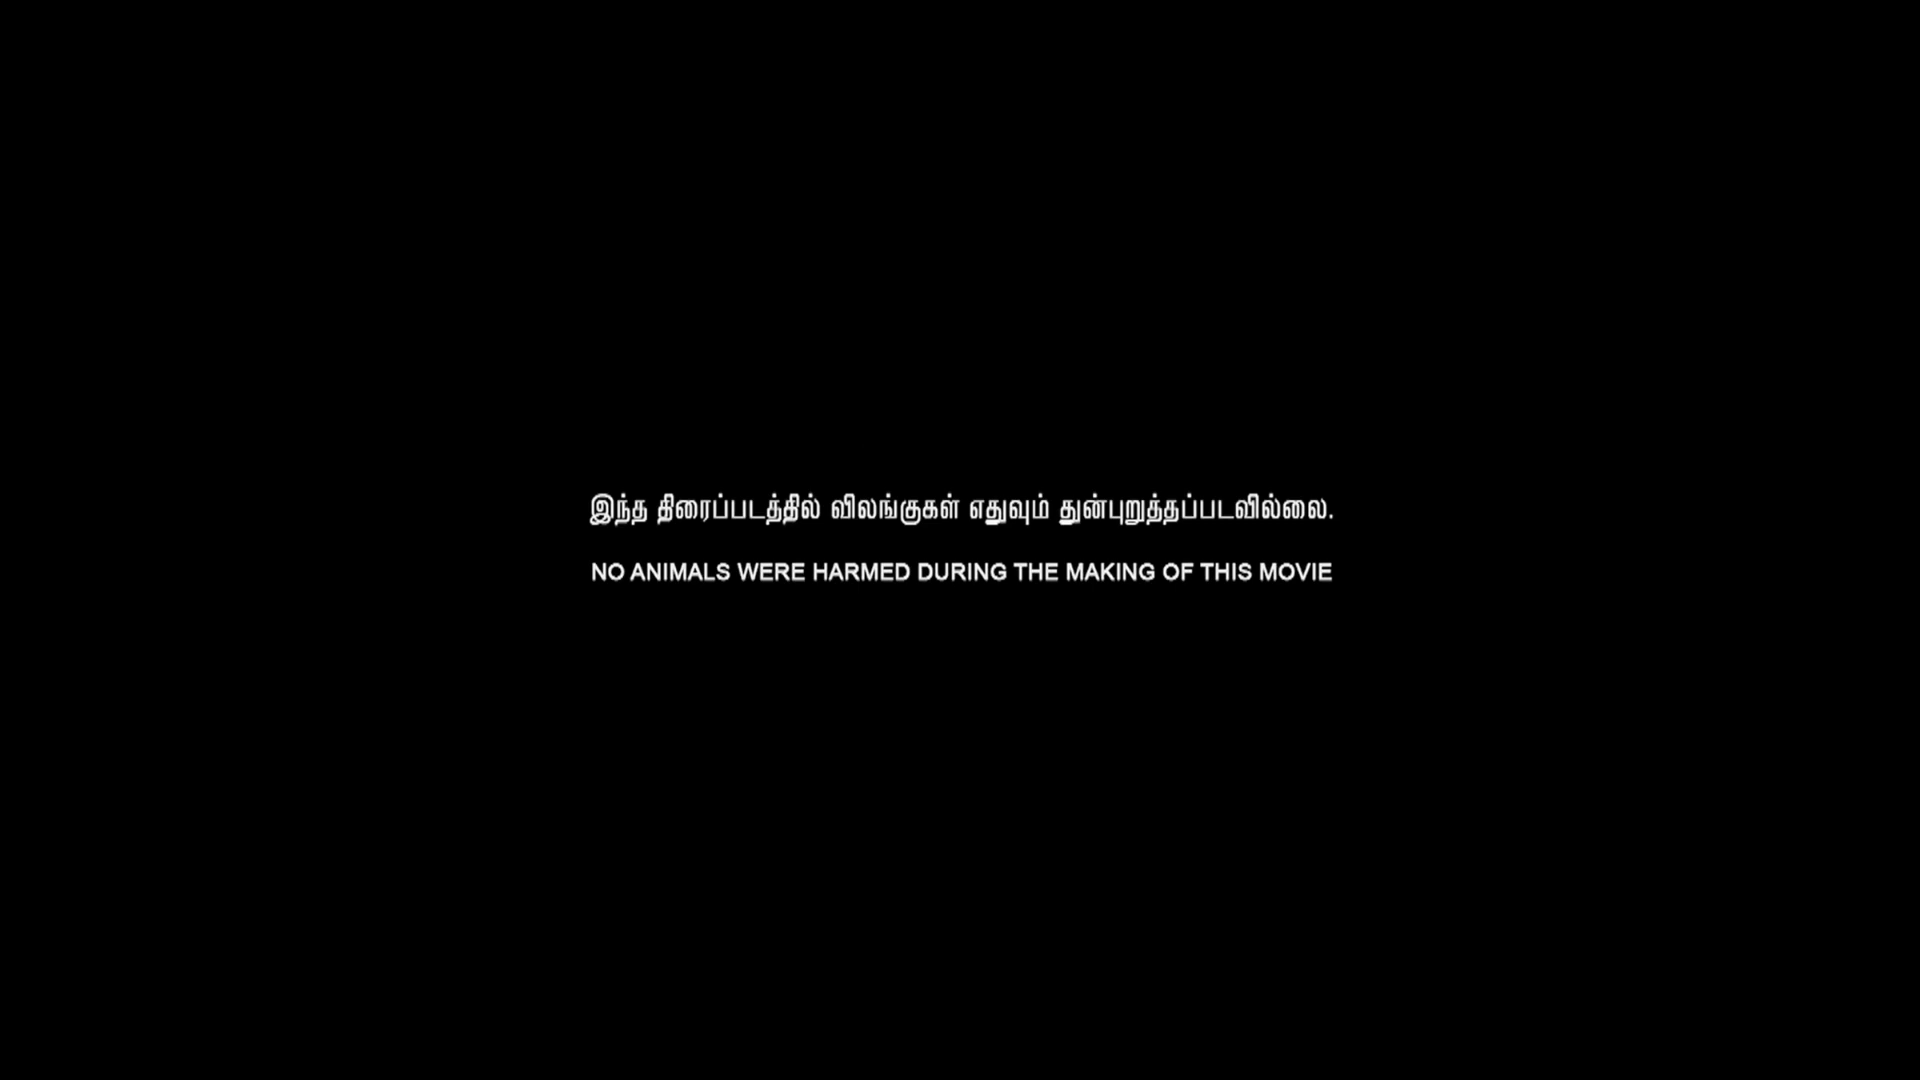 இந்த திரைப்படத்தில் விலங்குகள் எதுவும் துன்புறுத்தப்படவில்லை.
NO ANIMALS WERE HARMED DURING THE MAKING OF THIS MOVIE